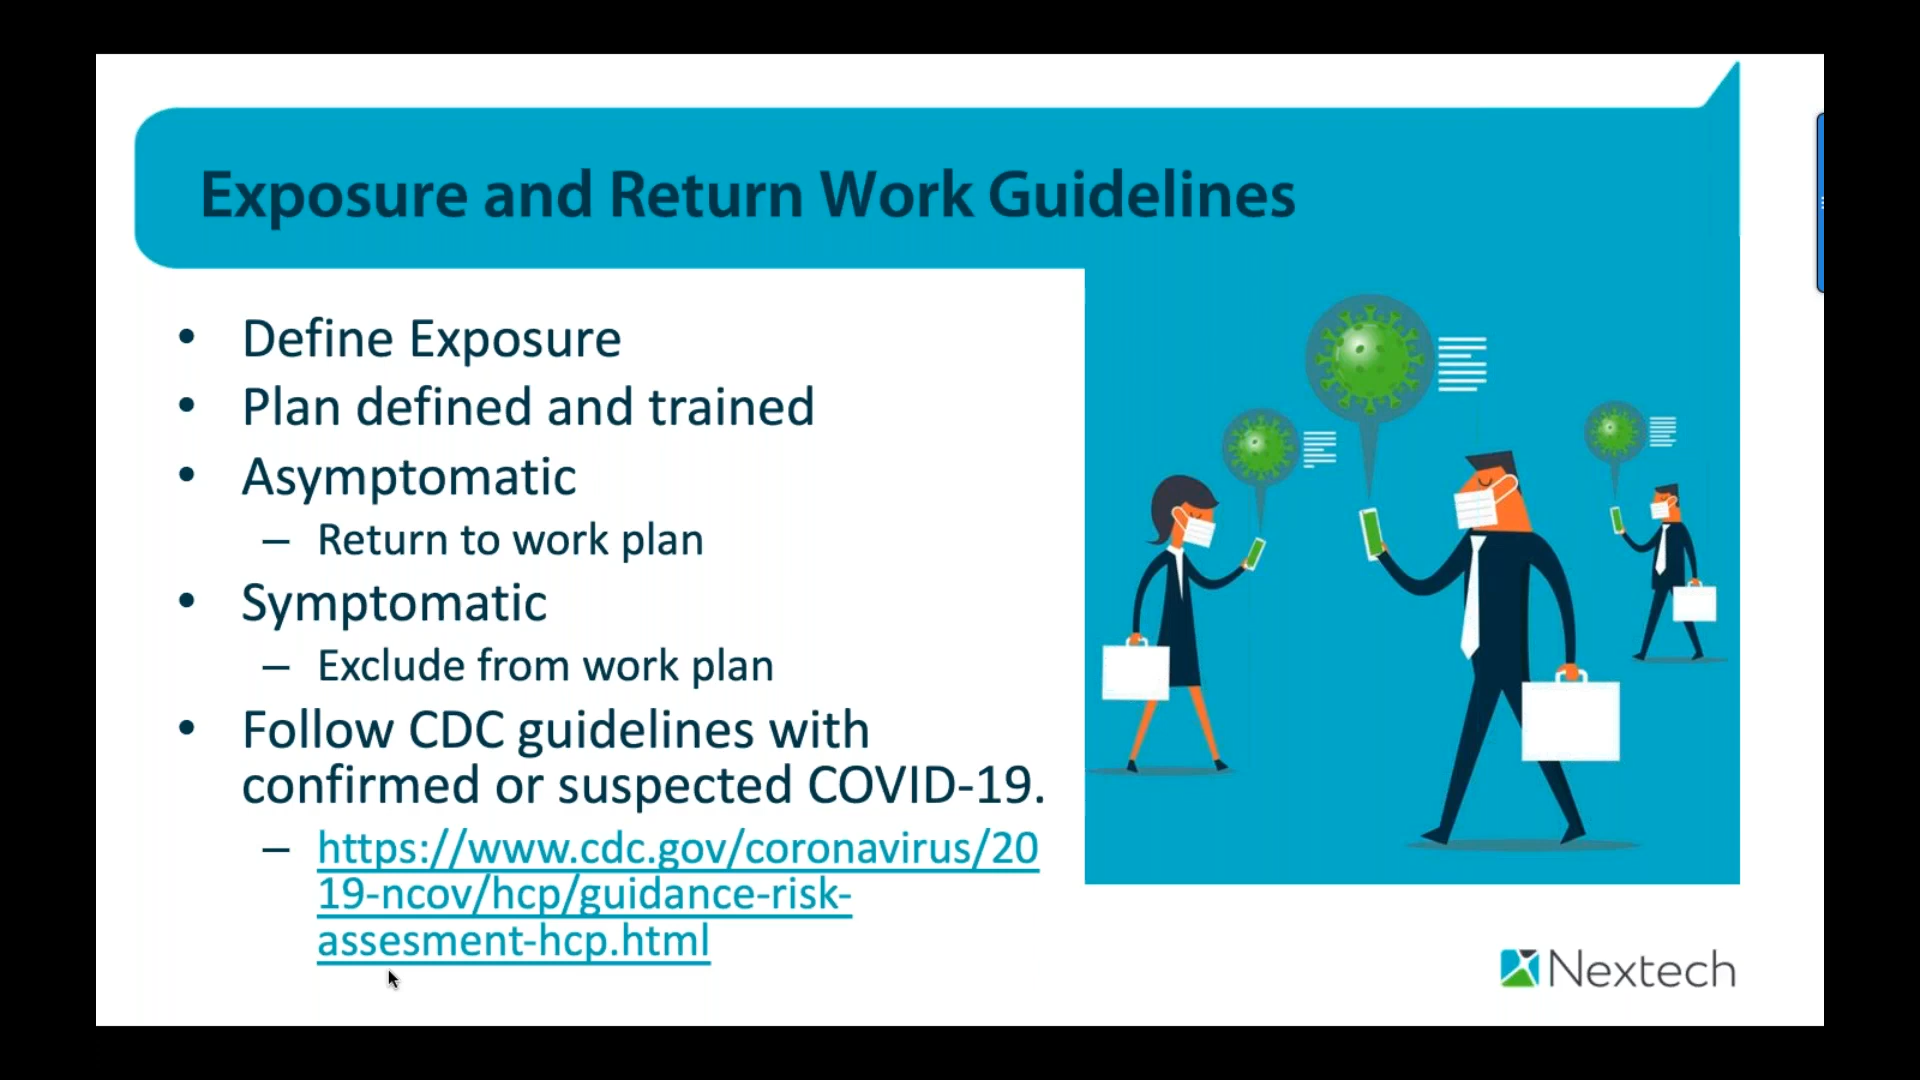 Exposure and Return Work Guidelines
• Define Exposure
• Plan defined and trained
• Asymptomatic
– Return to work plan
• Symptomatic
– Exclude from work plan
• Follow CDC guidelines with
confirmed or suspected COVID-19.
– https://www.cdc.gov/coronavirus/20
19-ncov/hcp/guidance-risk-
assesment-hcp.html
Nextech